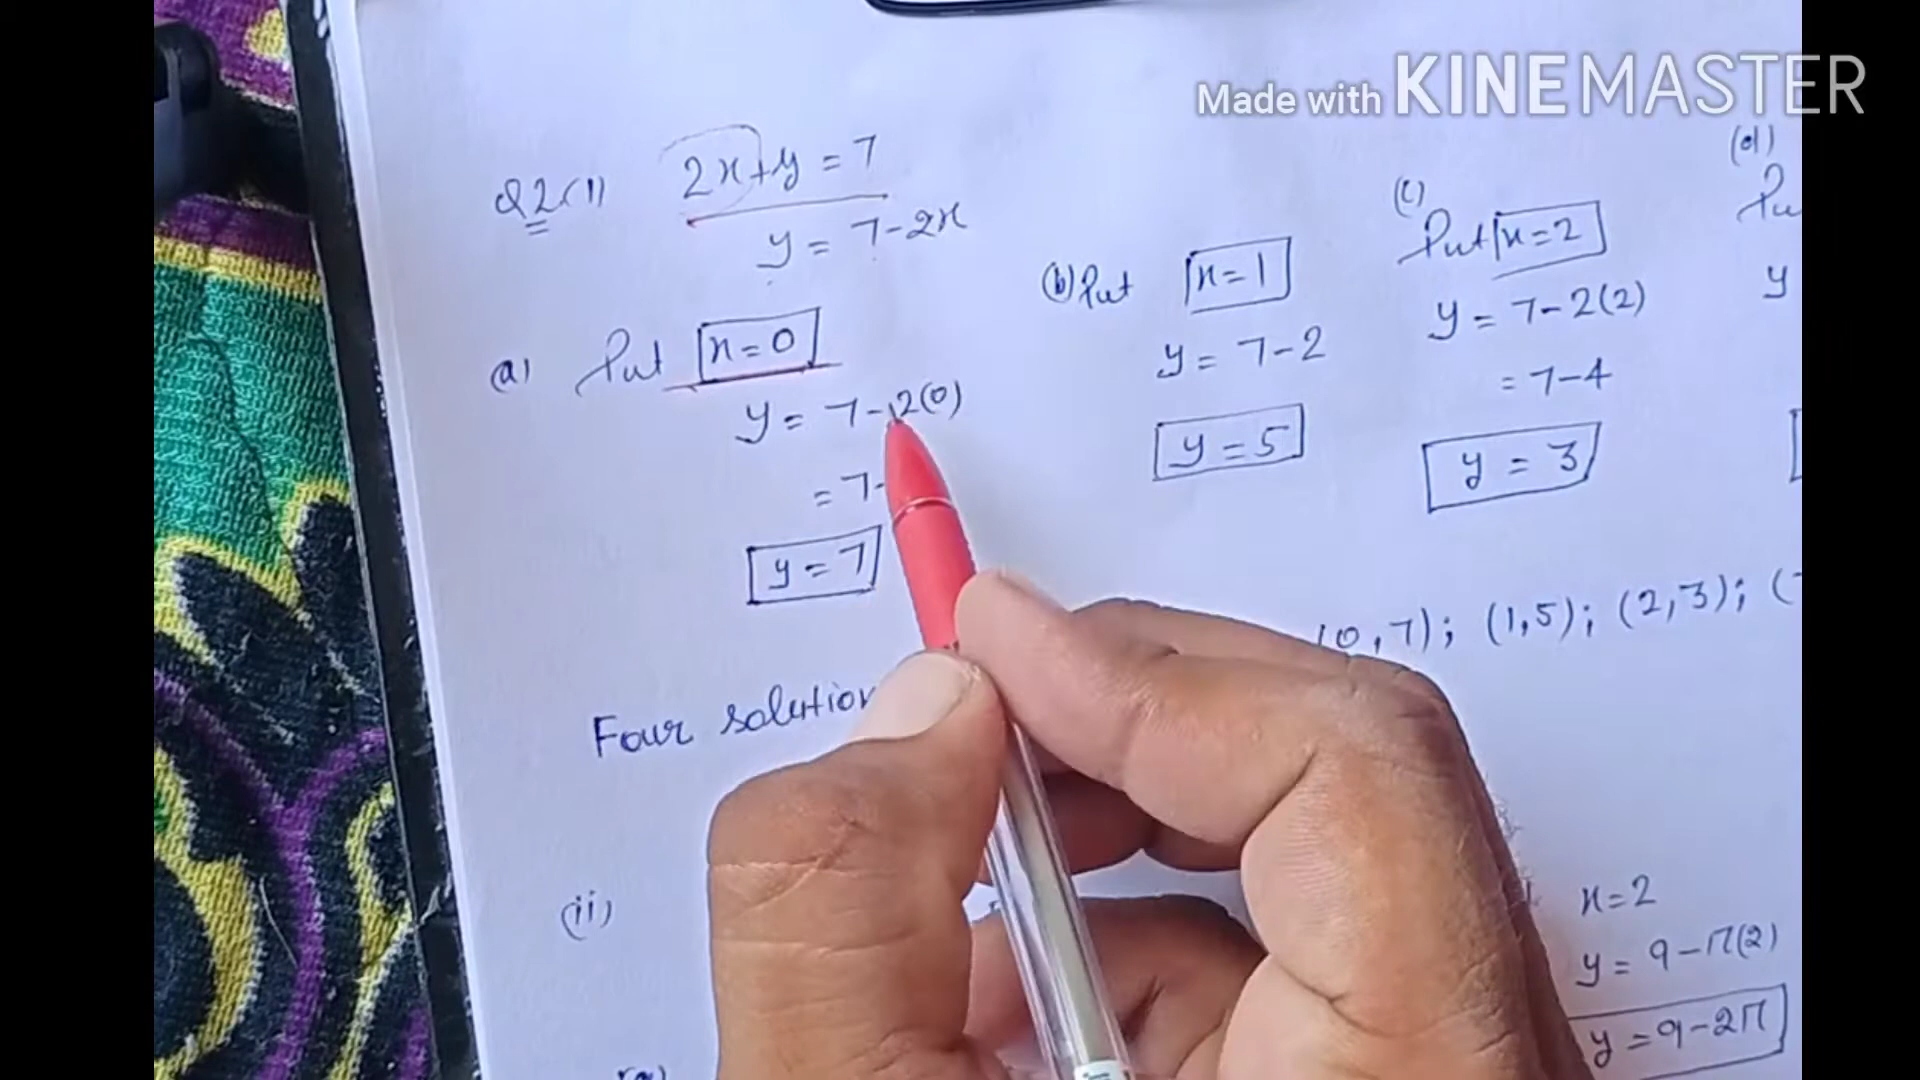 Made with KINEMASTER
Q2(i) 2x+y = 7
y = 7-2x
(a) Put x=0
y = 7-2(0)
= 7-
y = 7
(b) Put x=1
y = 7-2
y = 5
(c)
Put x=2
y = 7-2(2)
= 7-4
y = 3
(d)
Pu
y
Four solution
(0,7); (1,5); (2,3); (
(ii)
x=2
y = 9-π(2)
y = 9-2π
(a)